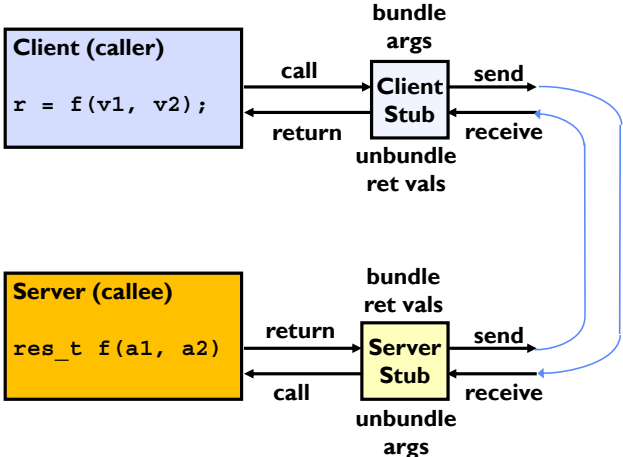 bundle
args
Client (caller)
r = f(v1, v2);
call
Client
Stub
send
return
receive
unbundle
ret vals
Server (callee)
res_t f(a1, a2)
bundle
ret vals
return
Server
Stub
send
call
receive
unbundle
args